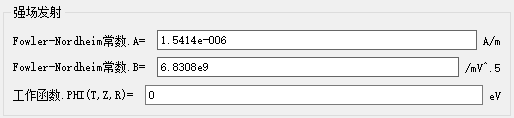 强场发射
Fowler-Nordheim常数.A= 1.5414e-006 A/m
Fowler-Nordheim常数.B= 6.8308e9 /mV^.5
工作函数.PHI(T,Z,R)= 0 eV